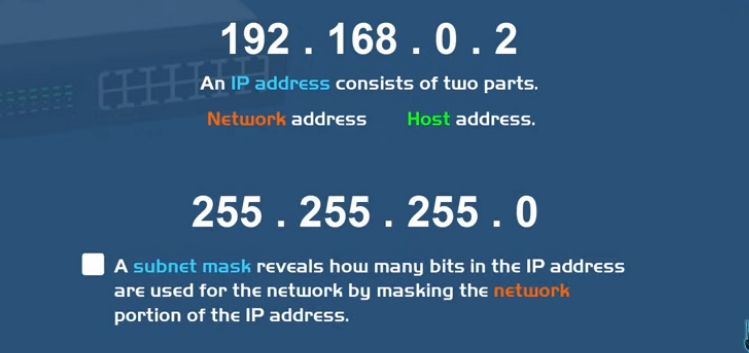 192 . 168 . 0 . 2
An IP address consists of two parts.
Network address Host address.
255 . 255 . 255 . 0
A subnet mask reveals how many bits in the IP address
are used for the network by masking the network
portion of the IP address.